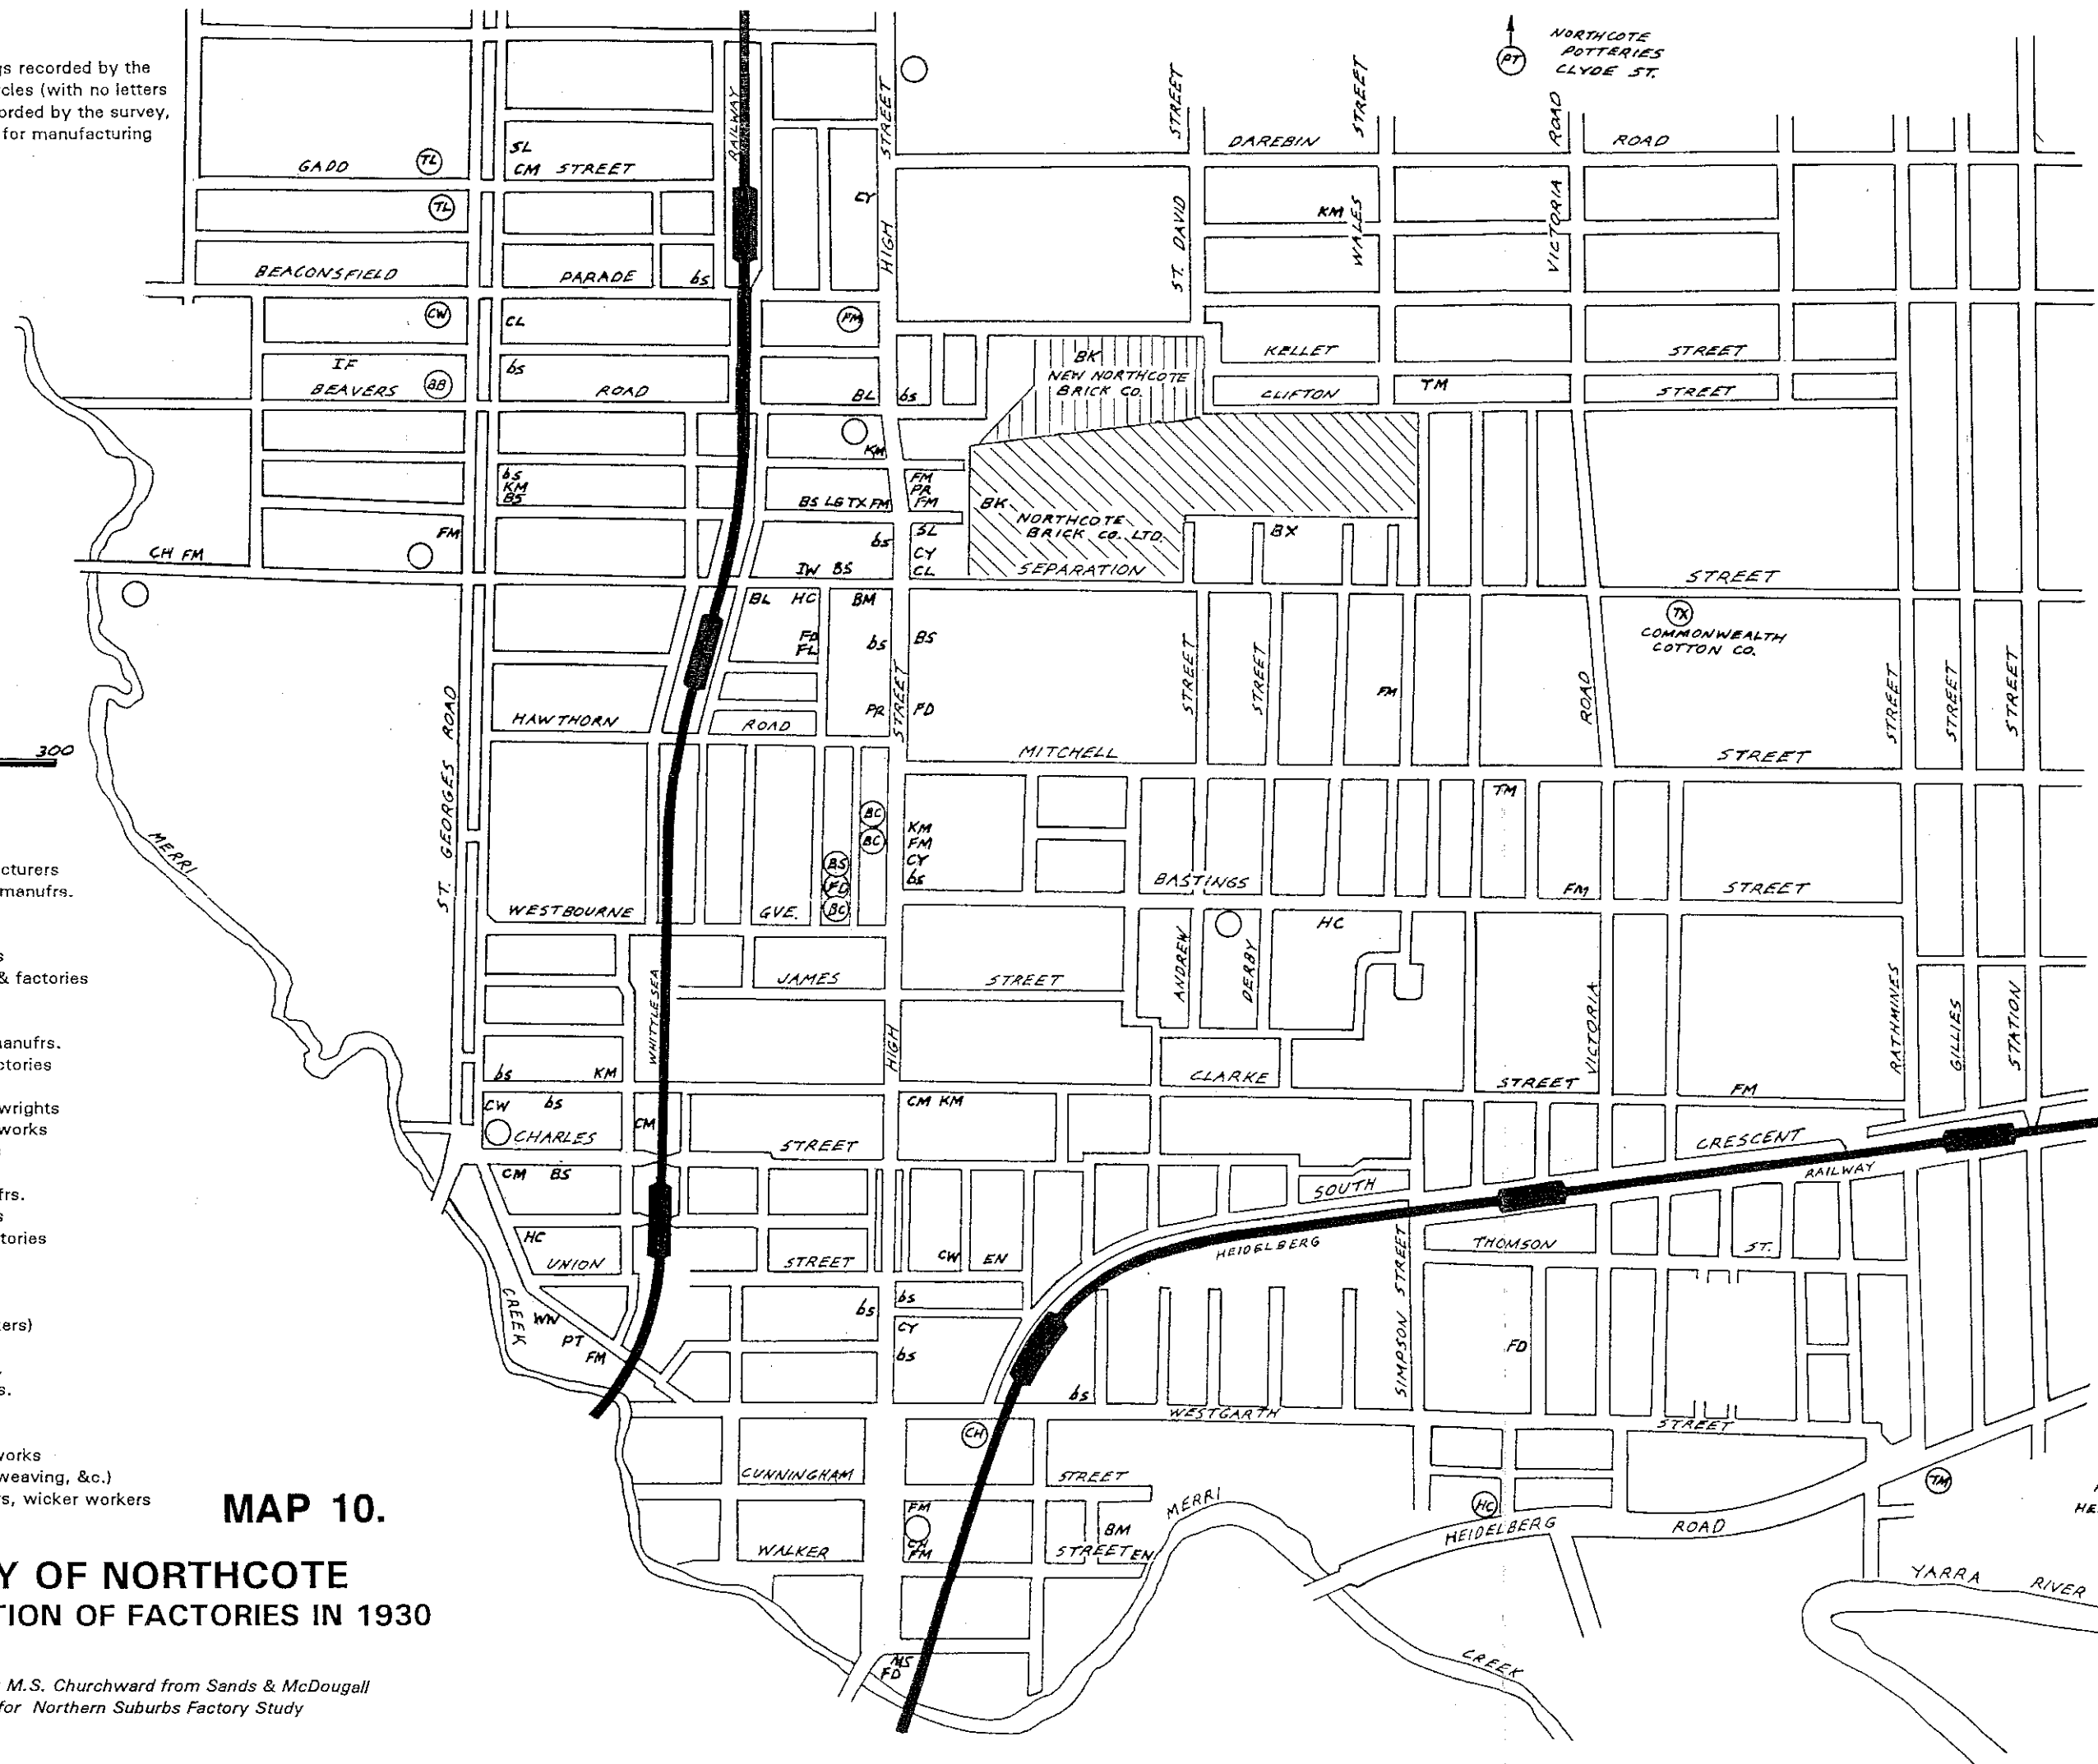 gs recorded by the
rcles (with no letters
orded by the survey,
for manufacturing
NORTHCOTE
POTTERIES
CLYDE ST.
PT
RAILWAY
STREET
STREET
STREET
ROAD
DAREBIN
ROAD
GADD
TL
SL
CM STREET
TL
CY
HIGH
ST. DAVID
KM
WALES
VICTORIA
BEACONSFIELD
PARADE
bs
CW
CL
FM
IF
BEAVERS
BB
bs
ROAD
BL
bs
BK
NEW NORTHCOTE
BRICK CO.
KELLET
STREET
CLIFTON
TM
STREET
KM
bs
KM
BS
BS LG TX FM
FM
PR
FM
BK
NORTHCOTE
BRICK CO. LTD.
BX
FM
CH FM
bs
SL
CY
CL
IW BS
SEPARATION
STREET
BL HC BM
FD
FL
bs
BS
TX
COMMONWEALTH
COTTON CO.
STREET
STREET
FM
ROAD
STREET
STREET
STREET
ST. GEORGES ROAD
HAWTHORN
ROAD
PR
STREET
FD
MITCHELL
STREET
300
MERRI
BC
BC
BS
FD
BC
KM
FM
CY
bs
TM
BASTINGS
FM
STREET
WESTBOURNE
GVE.
HC
cturers
manufrs.
s
& factories
anufrs.
ctories
wrights
works
frs.
s
tories
kers)
s.
works
weaving, &c.)
rs, wicker workers
WHITTLESEA
JAMES
STREET
ANDREW
DERBY
VICTORIA
RATHMINES
GILLIES
STATION
HIGH
bs
KM
CLARKE
STREET
FM
CW
bs
CM
CM KM
CHARLES
STREET
CRESCENT
RAILWAY
CM BS
SOUTH
HC
UNION
STREET
CW EN
HEIDELBERG
SIMPSON STREET
THOMSON
ST.
CREEK
WW
PT
FM
bs
bs
CY
bs
bs
FD
WESTGARTH
STREET
CH
CUNNINGHAM
STREET
MERRI
FM
CH
FM
BM
WALKER
STREET EN
HC
HEIDELBERG
ROAD
TM
HE
YARRA
RIVER
MS
FD
CREEK
MAP 10.
Y OF NORTHCOTE
TION OF FACTORIES IN 1930
M.S. Churchward from Sands & McDougall
for Northern Suburbs Factory Study